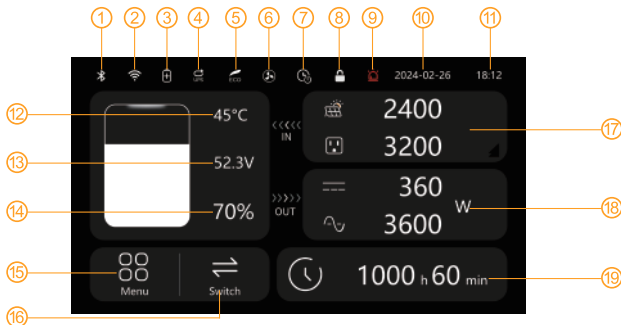 ① ② ③ ④ ⑤ ⑥ ⑦ ⑧ ⑨ ⑩ ⑪
UPS ECO 2024-02-26 18:12
⑫ 45°C 2400
IN ⑰
⑬ 52.3V 3200
⑭ 70% 360
OUT W ⑱
3600
⑮ 1000 h 60 min ⑲
Menu Switch
⑯